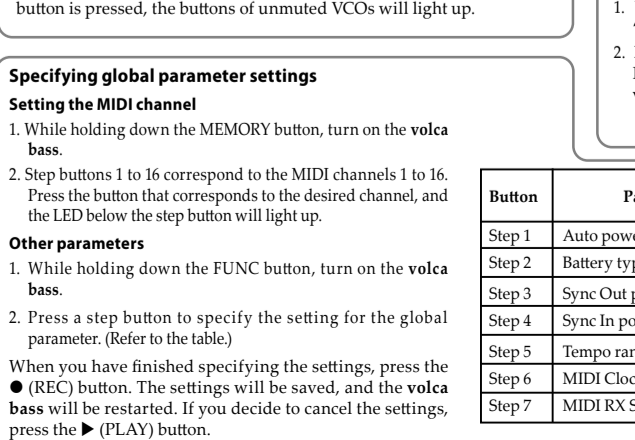 button is pressed, the buttons of unmuted VCOs will light up.
Specifying global parameter settings
Setting the MIDI channel
1. While holding down the MEMORY button, turn on the volca
bass.
2. Step buttons 1 to 16 correspond to the MIDI channels 1 to 16.
Press the button that corresponds to the desired channel, and
the LED below the step button will light up.
Other parameters
1. While holding down the FUNC button, turn on the volca
bass.
2. Press a step button to specify the setting for the global
parameter. (Refer to the table.)
When you have finished specifying the settings, press the
● (REC) button. The settings will be saved, and the volca
bass will be restarted. If you decide to cancel the settings,
press the ▶ (PLAY) button.
1.
2.
Button
Step 1 Auto
Step 2 Battery
Step 3 Sync Out
Step 4 Sync In
Step 5 Tempo
Step 6 MIDI
Step 7 MIDI RX